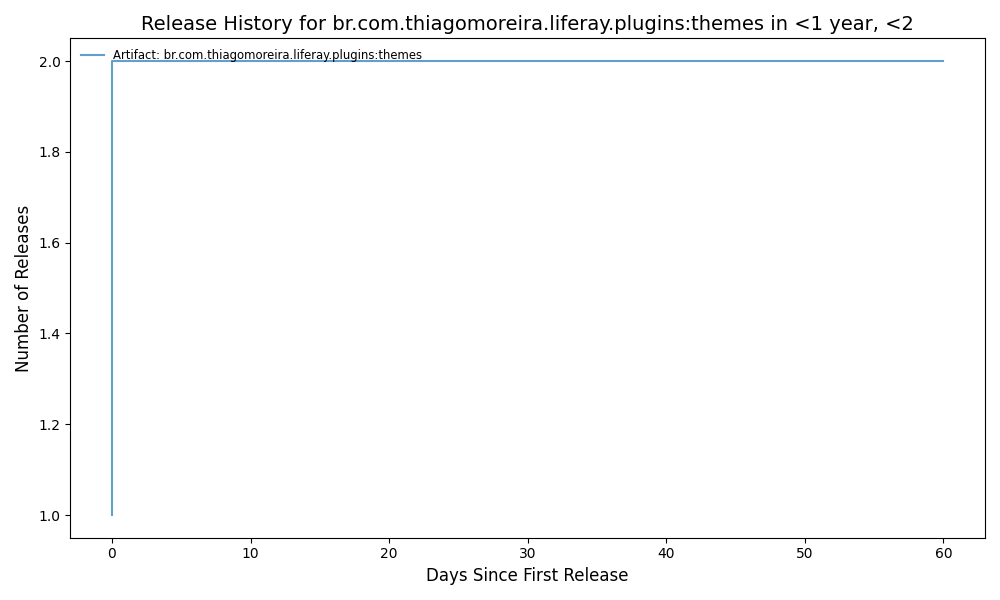 Release History for br.com.thiagomoreira.liferay.plugins:themes in <1 year, <2
Artifact: br.com.thiagomoreira.liferay.plugins:themes
Number of Releases
2.0
1.8
1.6
1.4
1.2
1.0
0 10 20 30 40 50 60
Days Since First Release